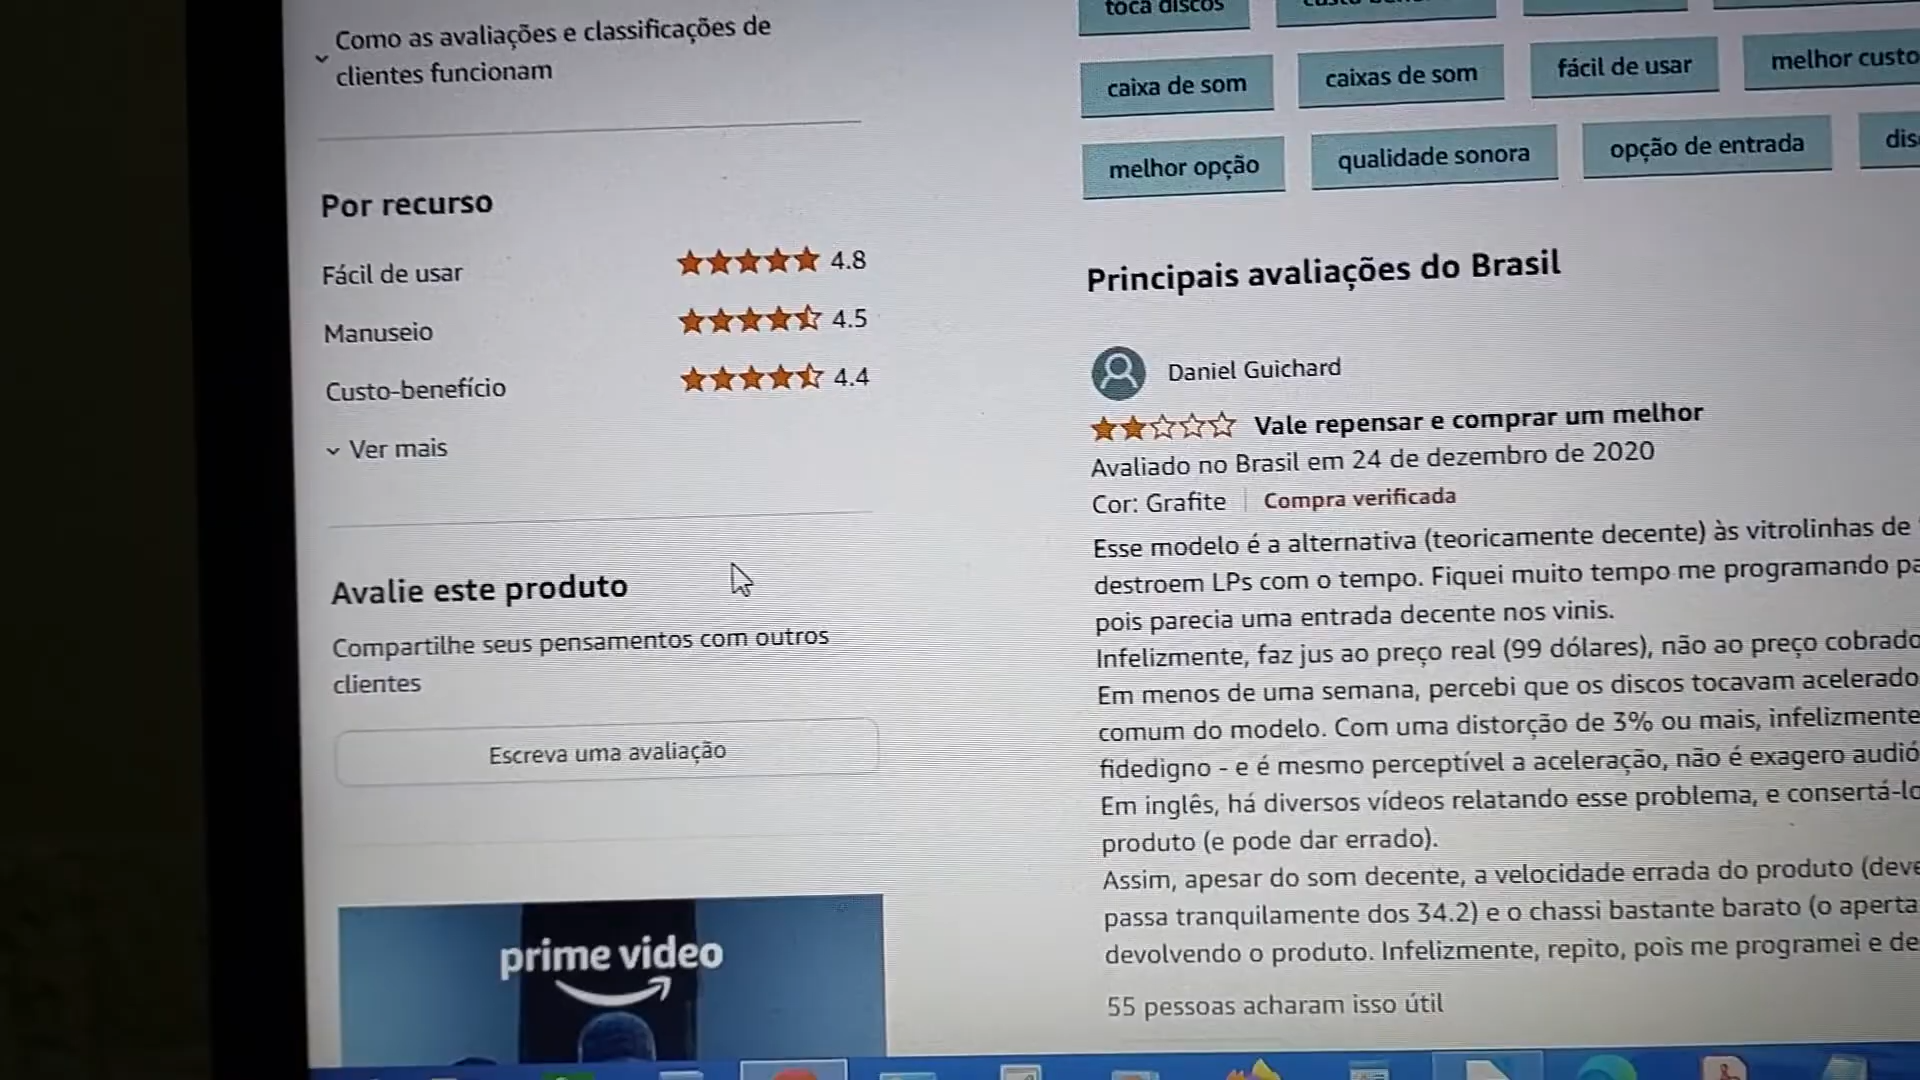 Como as avaliações e classificações de
clientes funcionam
Por recurso
Fácil de usar 4.8
Manuseio 4.5
Custo-benefício 4.4
Ver mais
Avalie este produto
Compartilhe seus pensamentos com outros
clientes
Escreva uma avaliação
prime video
toca discos
caixa de som caixas de som fácil de usar melhor custo
melhor opção qualidade sonora opção de entrada
Principais avaliações do Brasil
Daniel Guichard
Vale repensar e comprar um melhor
Avaliado no Brasil em 24 de dezembro de 2020
Cor: Grafite Compra verificada
Esse modelo é a alternativa (teoricamente decente) às vitrolinhas de
destroem LPs com o tempo. Fiquei muito tempo me programando
pois parecia uma entrada decente nos vinis.
Infelizmente, faz jus ao preço real (99 dólares), não ao preço cobrado
Em menos de uma semana, percebi que os discos tocavam acelerado
comum do modelo. Com uma distorção de 3% ou mais, infelizmente
fidedigno - e é mesmo perceptível a aceleração, não é exagero
Em inglês, há diversos vídeos relatando esse problema, e
produto (e pode dar errado).
Assim, apesar do som decente, a velocidade errada do produto
passa tranquilamente dos 34.2) e o chassi bastante barato (o
devolvendo o produto. Infelizmente, repito, pois me programei e
55 pessoas acharam isso útil